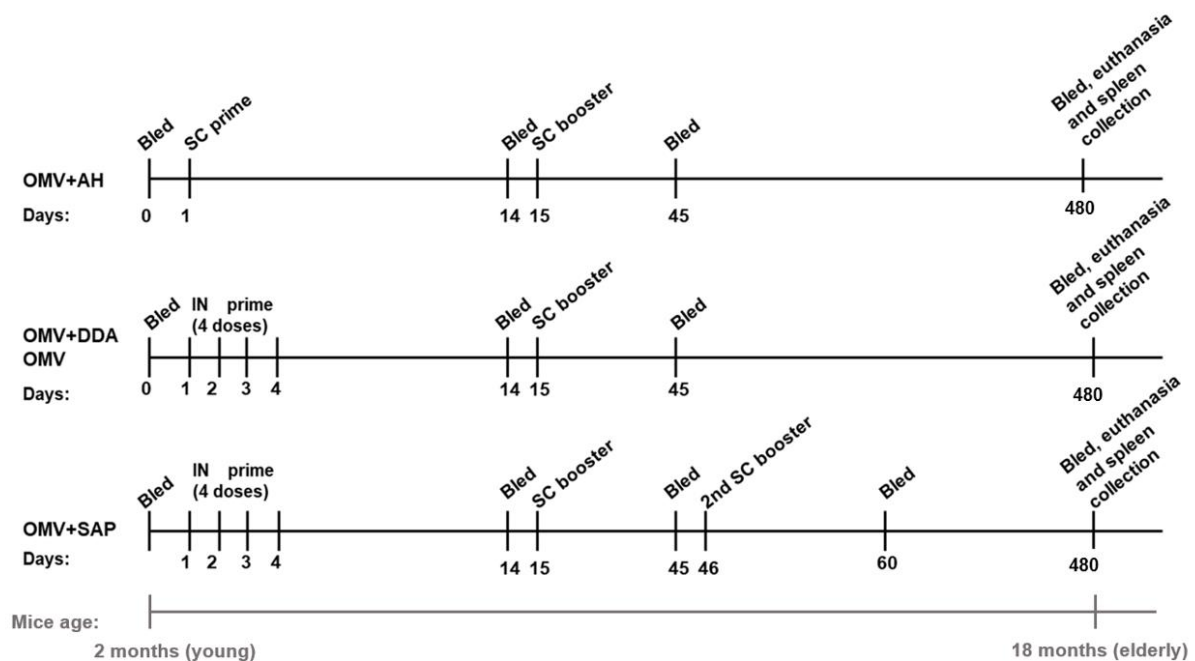 Bled
SC prime
Bled
SC booster
Bled
Bled, euthanasia
and spleen
collection
OMV+AH
Days: 0 1 14 15 45 480
Bled
IN prime
(4 doses)
Bled
SC booster
Bled
Bled, euthanasia
and spleen
collection
OMV+DDA
OMV
Days: 0 1 2 3 4 14 15 45 480
Bled
IN prime
(4 doses)
Bled
SC booster
Bled
2nd SC booster
Bled
Bled, euthanasia
and spleen
collection
OMV+SAP
Days: 1 2 3 4 14 15 45 46 60 480
Mice age:
2 months (young) 18 months (elderly)